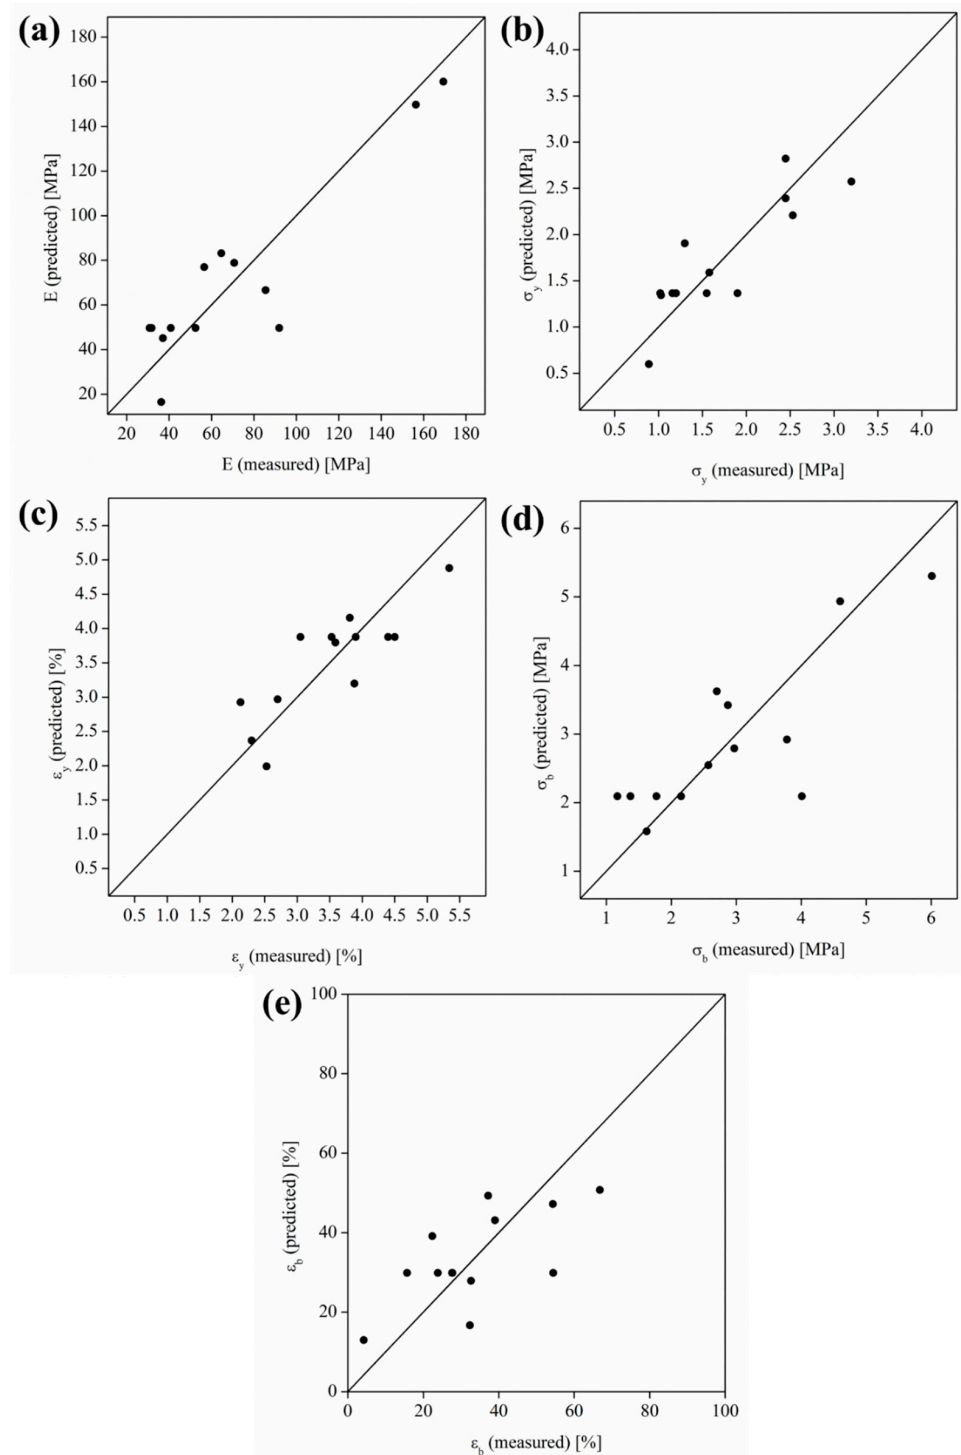 (a)
180
160
140
120
100
80
60
40
20
E (predicted) [MPa]
20 40 60 80 100 120 140 160 180
E (measured) [MPa]
(b)
4.0
3.5
3.0
2.5
2.0
1.5
1.0
0.5
σy (predicted) [MPa]
0.5 1.0 1.5 2.0 2.5 3.0 3.5 4.0
σy (measured) [MPa]
(c)
5.5
5.0
4.5
4.0
3.5
3.0
2.5
2.0
1.5
1.0
0.5
εy (predicted) [%]
0.5 1.0 1.5 2.0 2.5 3.0 3.5 4.0 4.5 5.0 5.5
εy (measured) [%]
(d)
6
5
4
3
2
1
σb (predicted) [MPa]
1 2 3 4 5 6
σb (measured) [MPa]
(e)
100
80
60
40
20
0
εb (predicted) [%]
0 20 40 60 80 100
εb (measured) [%]